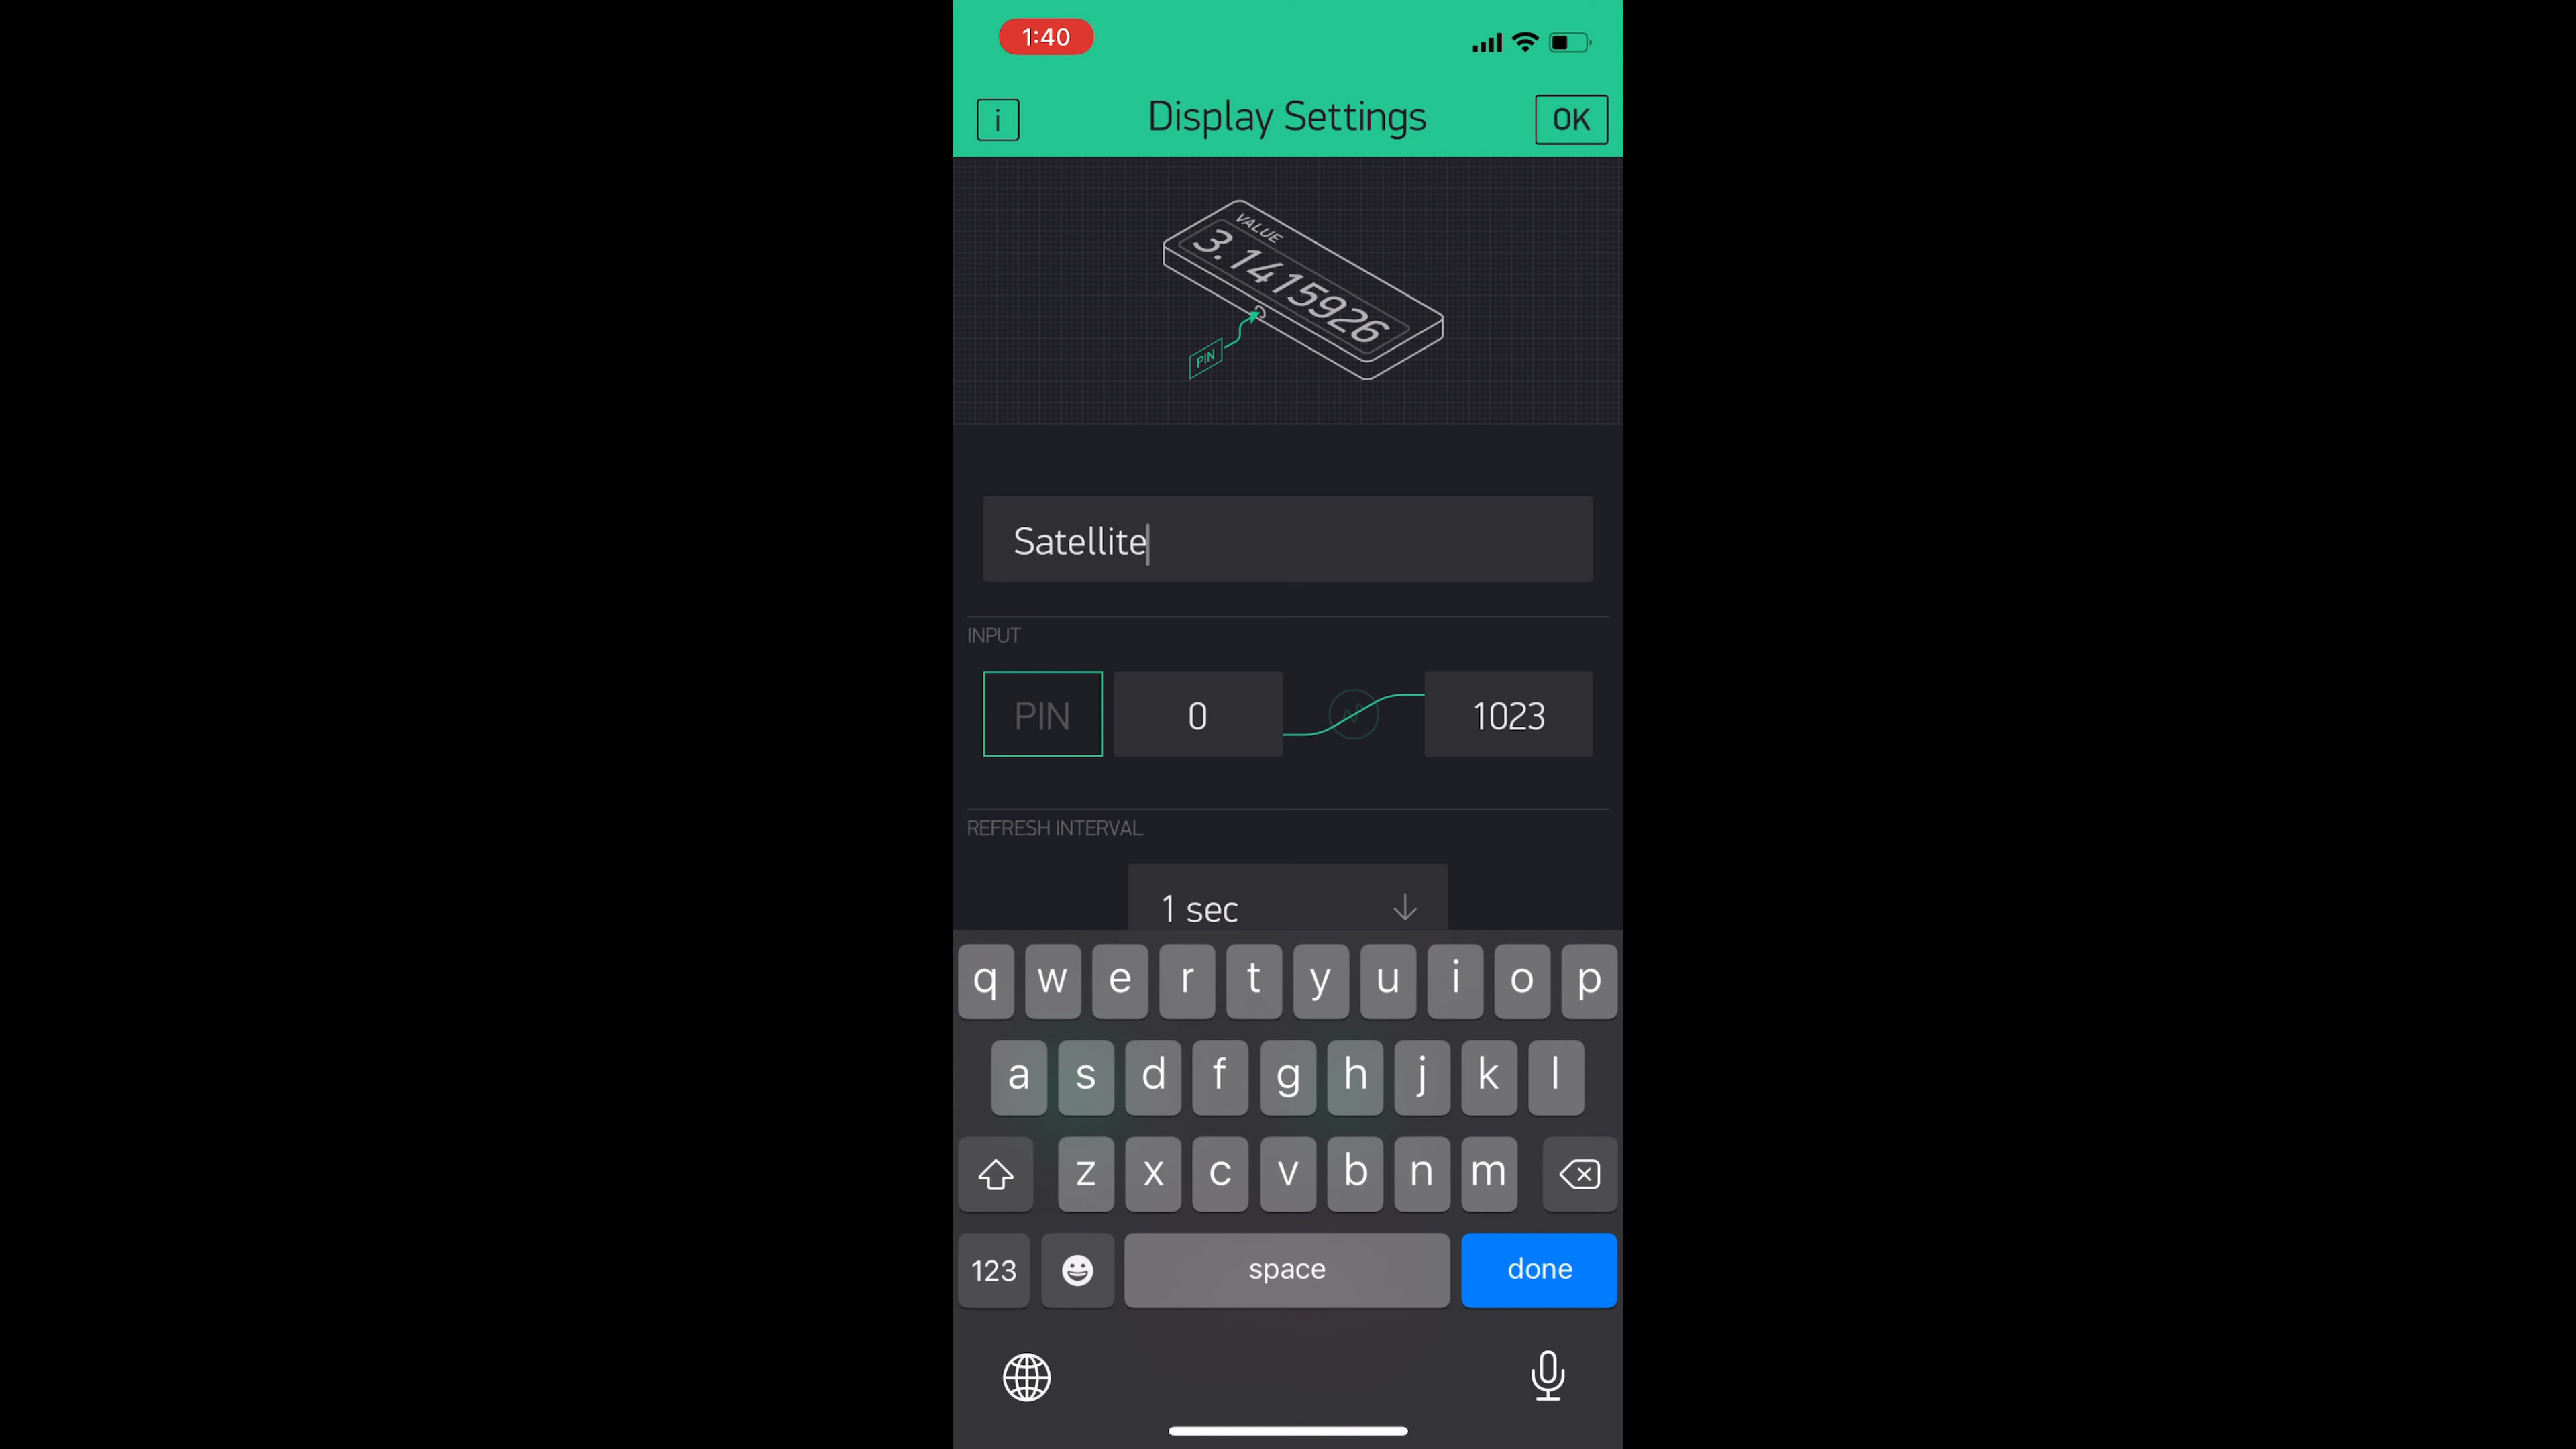 1:40
i Display Settings OK
VALUE
3.1415926
PIN
Satellite
INPUT
PIN 0 1023
REFRESH INTERVAL
1 sec
q w e r t y u i o p
a s d f g h j k l
z x c v b n m
123 space done